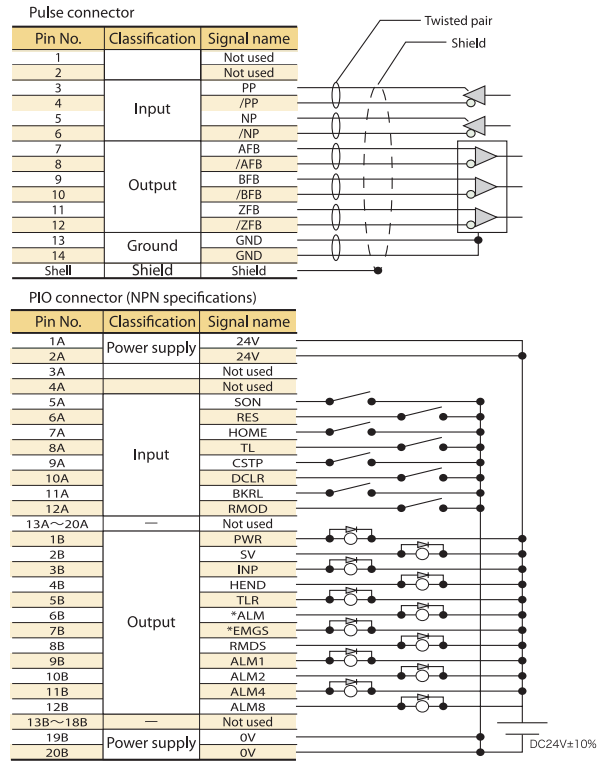 Pulse connector
Twisted pair
Shield
Pin No. Classification Signal name
1 Not used
2 Not used
3 PP
4 /PP
Input
5 NP
6 /NP
7 AFB
8 /AFB
9 BFB
Output
10 /BFB
11 ZFB
12 /ZFB
13 GND
Ground
14 GND
Shell Shield Shield
PIO connector (NPN specifications)
Pin No. Classification Signal name
1A 24V
Power supply
2A 24V
3A Not used
4A Not used
5A SON
6A RES
7A HOME
8A TL
Input
9A CSTP
10A DCLR
11A BKRL
12A RMOD
13A～20A — Not used
1B PWR
2B SV
3B INP
4B HEND
5B TLR
6B *ALM
Output
7B *EMGS
8B RMDS
9B ALM1
10B ALM2
11B ALM4
12B ALM8
13B～18B — Not used
19B 0V
Power supply
20B 0V
DC24V±10%